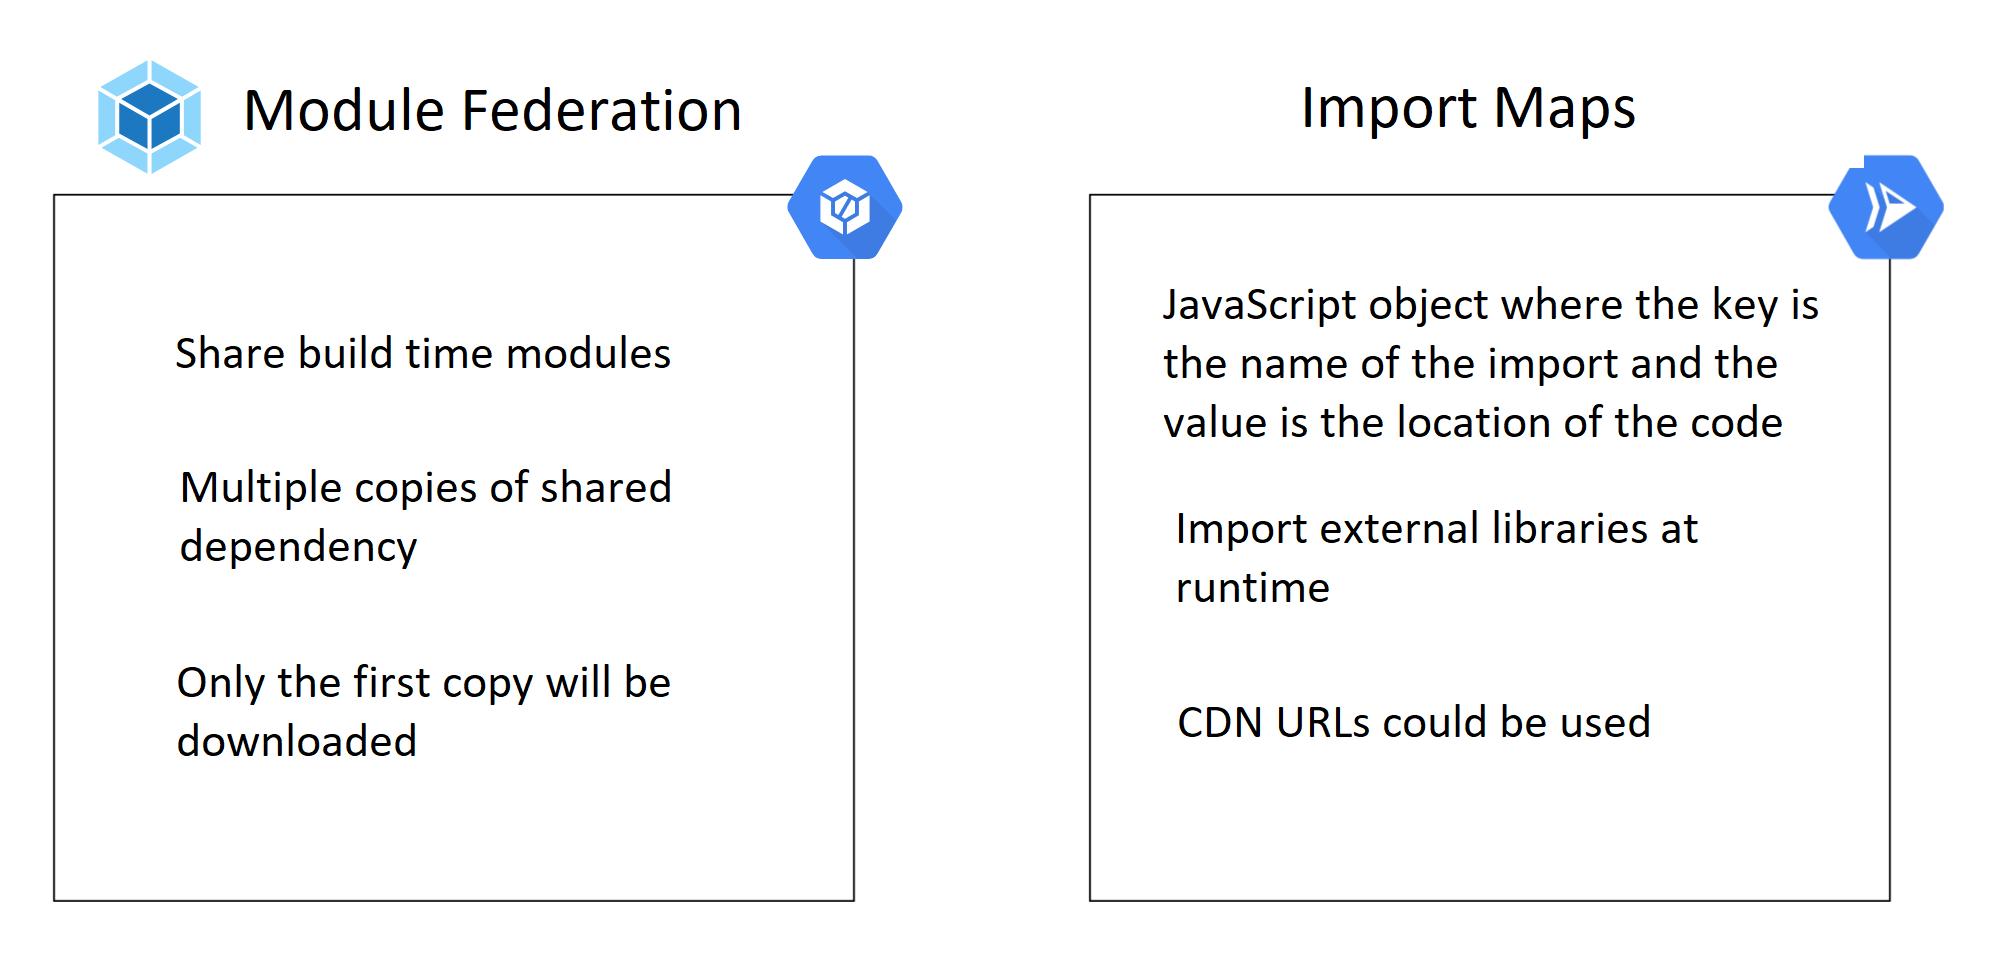 Module Federation
Share build time modules
Multiple copies of shared
dependency
Only the first copy will be
downloaded
Import Maps
JavaScript object where the key is
the name of the import and the
value is the location of the code
Import external libraries at
runtime
CDN URLs could be used